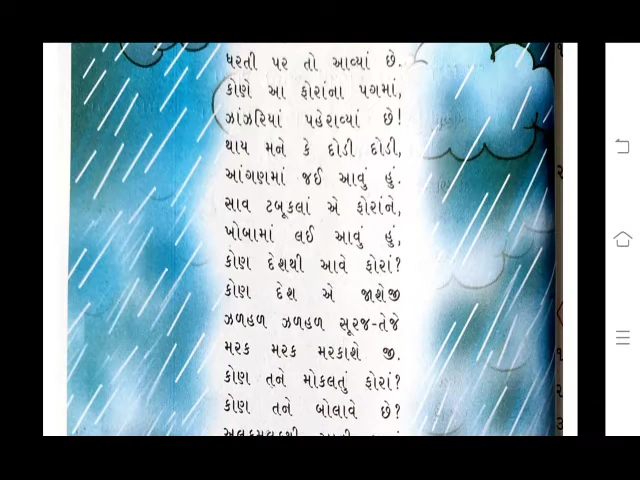 ધરતી પર તો આવ્યાં છે.
કોણે આ ફોરાંના પગમાં,
ઝાંઝરિયાં પહેરાવ્યાં છે!
થાય મને કે દોડી દોડી,
આંગણમાં જઈ આવું હું.
સાવ ટબૂકલાં એ ફોરાંને,
ખોબામાં લઈ આવું હું,
કોણ દેશથી આવે ફોરાં?
કોણ દેશ એ જાશેજી
ઝળહળ ઝળહળ સૂરજ-તેજે
મરક મરક મરકાશે જી.
કોણ તને મોકલતું ફોરાં?
કોણ તને બોલાવે છે?